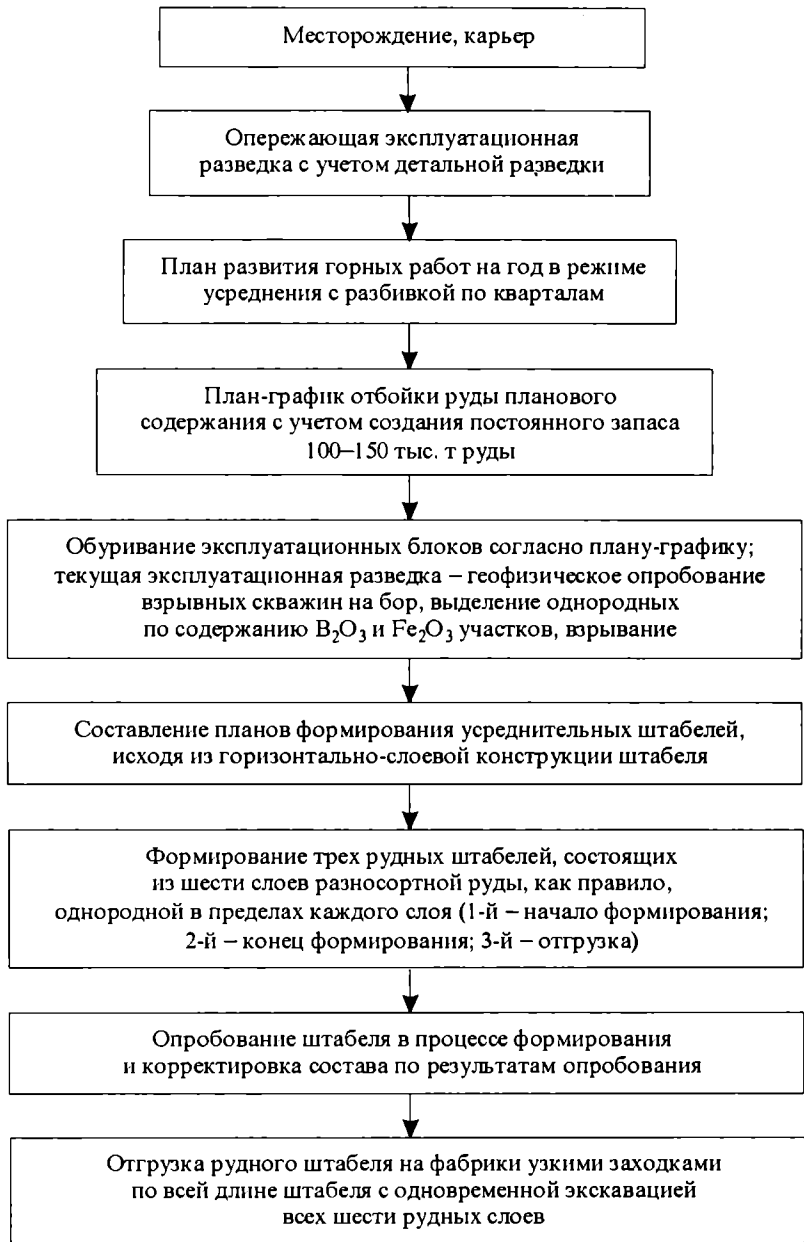 Месторождение, карьер
Опережающая эксплуатационная
разведка с учетом детальной разведки
План развития горных работ на год в режиме
усреднения с разбивкой по кварталам
План-график отбойки руды планового
содержания с учетом создания постоянного запаса
100–150 тыс. т руды
Обуривание эксплуатационных блоков согласно плану-графику;
текущая эксплуатационная разведка – геофизическое опробование
взрывных скважин на бор, выделение однородных
по содержанию B₂O₃ и Fe₂O₃ участков, взрывание
Составление планов формирования усреднительных штабелей,
исходя из горизонтально-слоевой конструкции штабеля
Формирование трех рудных штабелей, состоящих
из шести слоев разносортной руды, как правило,
однородной в пределах каждого слоя (1-й – начало формирования;
2-й – конец формирования; 3-й – отгрузка)
Опробование штабеля в процессе формирования
и корректировка состава по результатам опробования
Отгрузка рудного штабеля на фабрики узкими заходками
по всей длине штабеля с одновременной экскавацией
всех шести рудных слоев